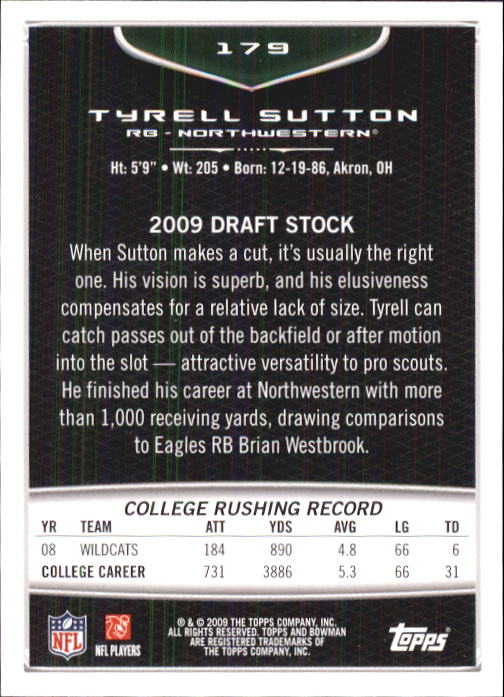 179
TYRELL SUTTON
RB - NORTHWESTERN®
Ht: 5'9" • Wt: 205 • Born: 12-19-86, Akron, OH
2009 DRAFT STOCK
When Sutton makes a cut, it's usually the right
one. His vision is superb, and his elusiveness
compensates for a relative lack of size. Tyrell can
catch passes out of the backfield or after motion
into the slot — attractive versatility to pro scouts.
He finished his career at Northwestern with more
than 1,000 receiving yards, drawing comparisons
to Eagles RB Brian Westbrook.
COLLEGE RUSHING RECORD
YR TEAM ATT YDS AVG LG TD
08 WILDCATS 184 890 4.8 66 6
COLLEGE CAREER 731 3886 5.3 66 31
NFL
NFL PLAYERS
® & © 2009 THE TOPPS COMPANY, INC.
ALL RIGHTS RESERVED. TOPPS AND BOWMAN
ARE REGISTERED TRADEMARKS OF
THE TOPPS COMPANY, INC.
topps®